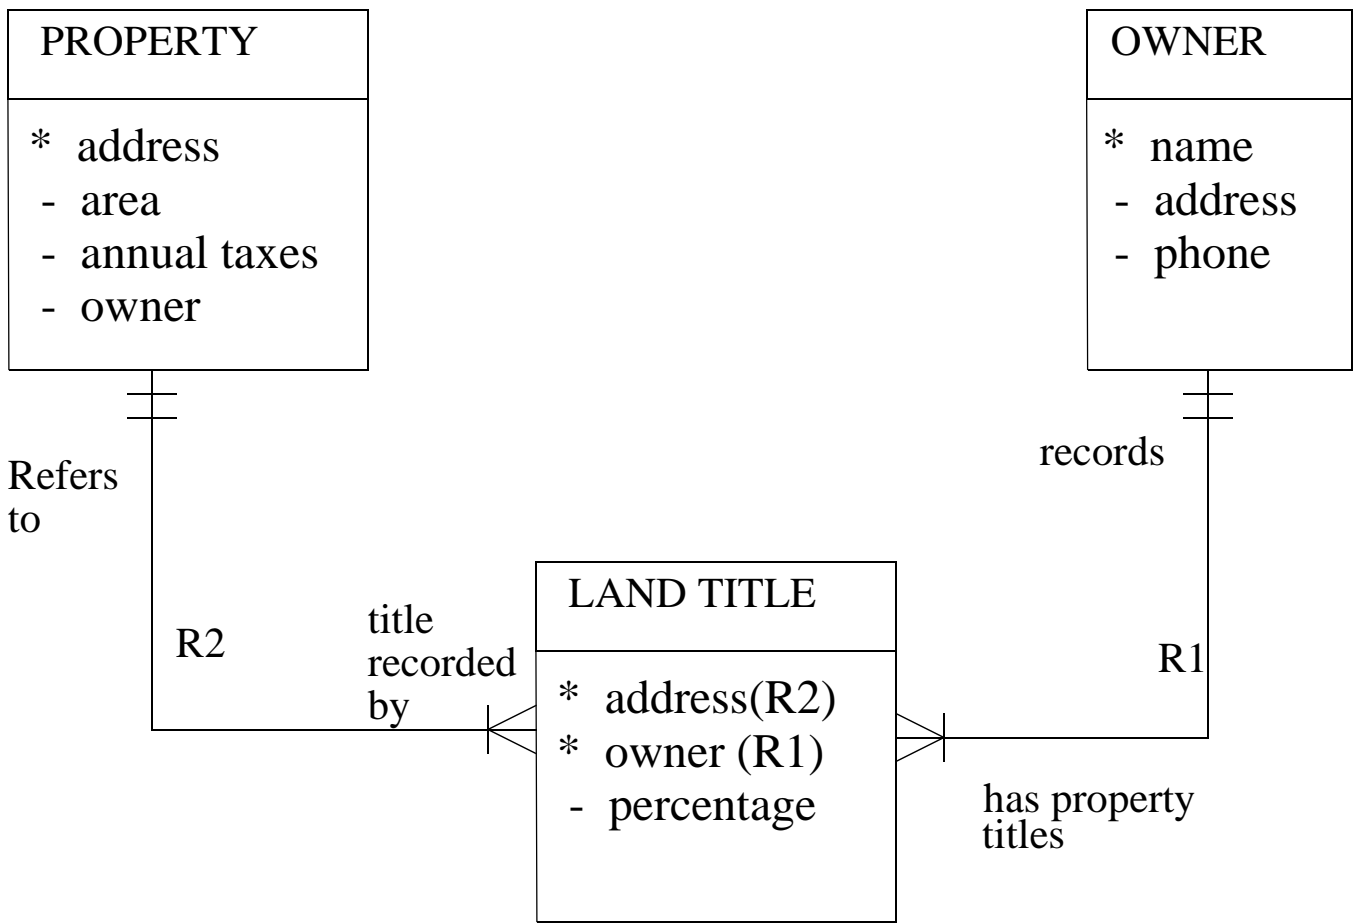 PROPERTY
* address
- area
- annual taxes
- owner
OWNER
* name
- address
- phone
Refers
to
R2
title
recorded
by
records
R1
has property
titles
LAND TITLE
* address(R2)
* owner (R1)
- percentage